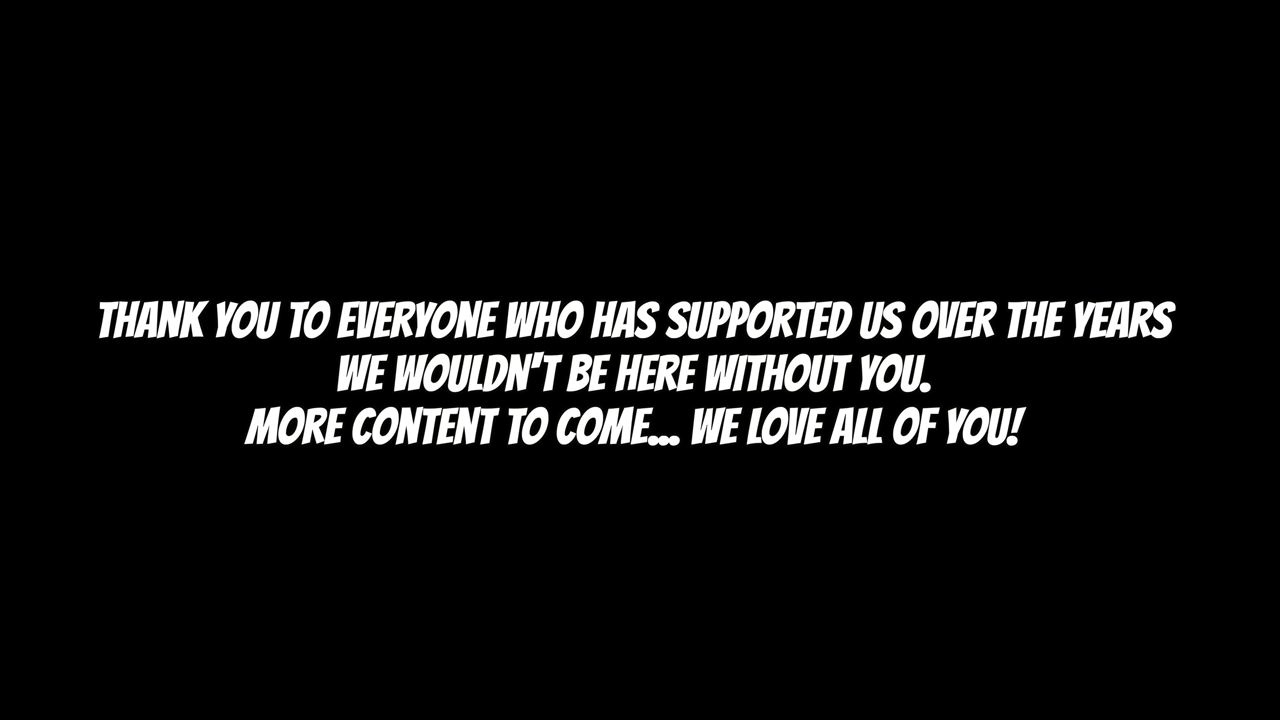 THANK YOU TO EVERYONE WHO HAS SUPPORTED US OVER THE YEARS
WE WOULDN'T BE HERE WITHOUT YOU.
MORE CONTENT TO COME... WE LOVE ALL OF YOU!